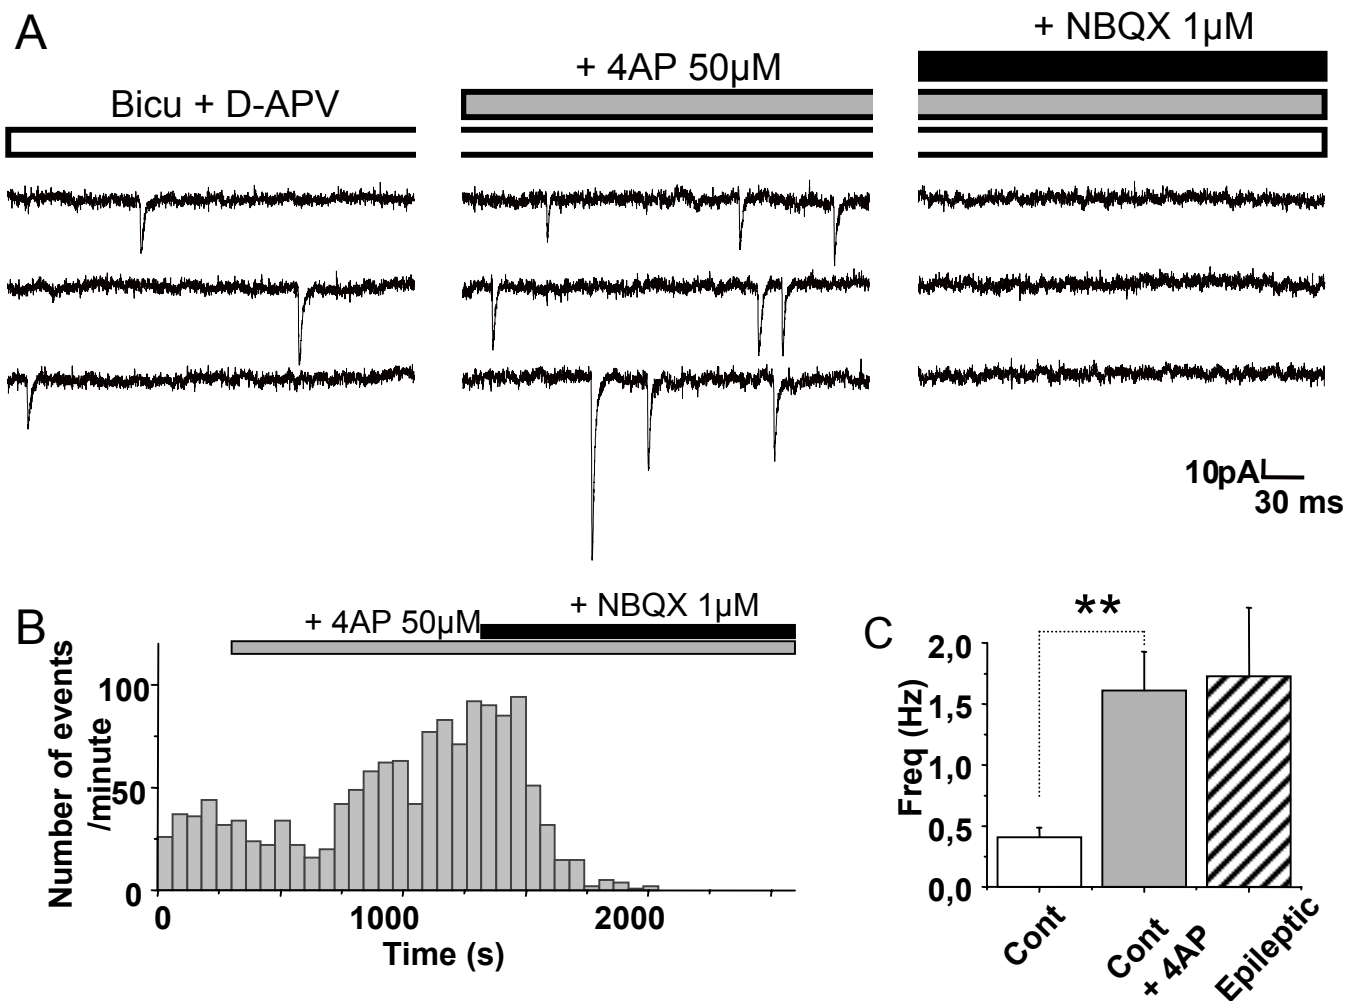 A
Bicu + D-APV
+ 4AP 50µM
+ NBQX 1µM
10pA
30 ms
B
+ 4AP 50µM
+ NBQX 1µM
Number of events
/minute
100
50
0
0
1000
2000
Time (s)
C
**
Freq (Hz)
2,0
1,5
1,0
0,5
0,0
Cont
Cont
+ 4AP
Epileptic